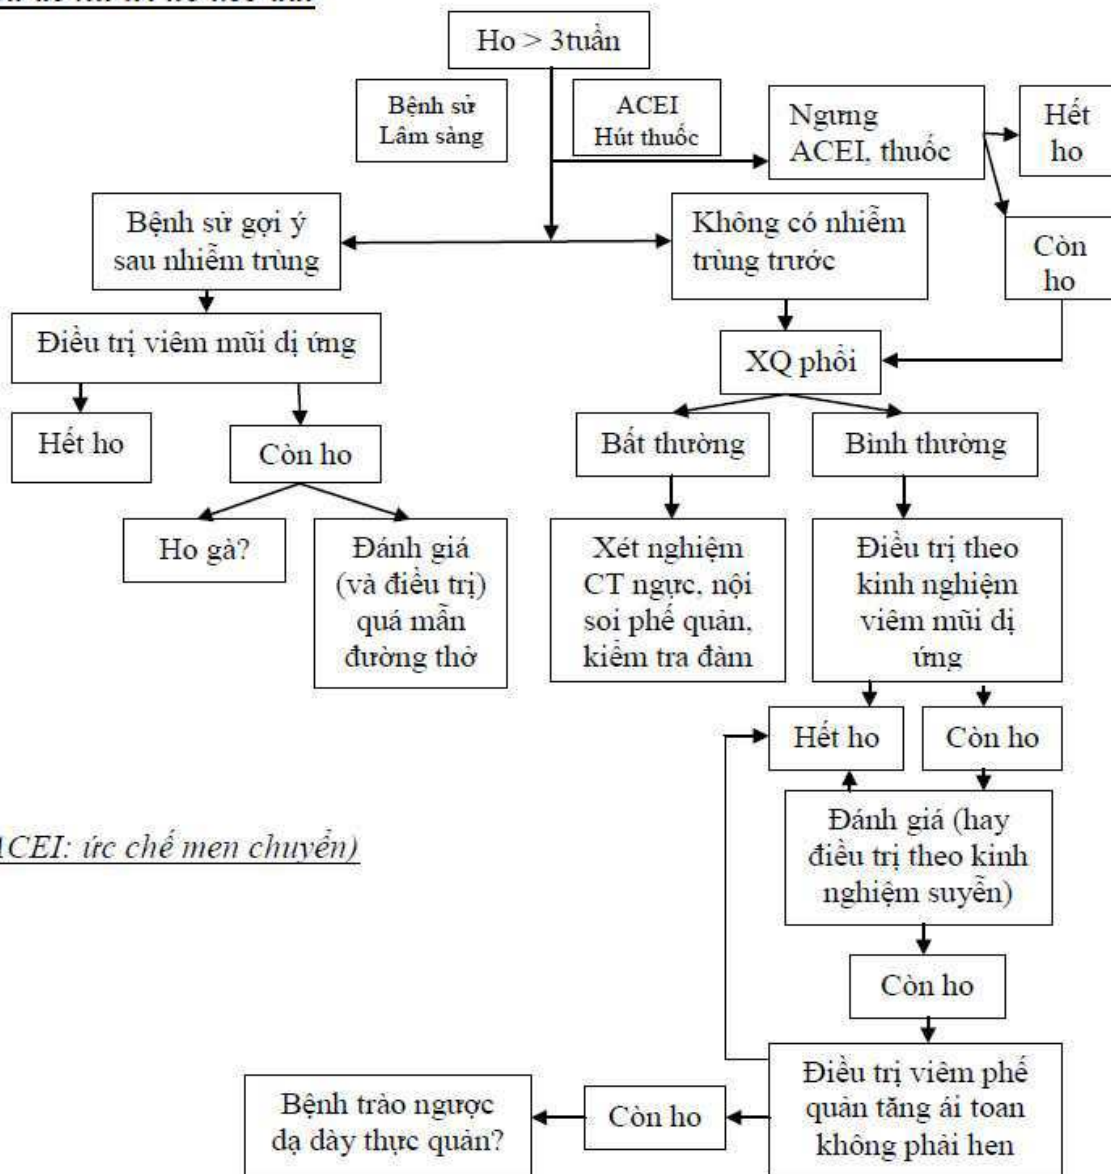 Ho > 3tuần
Bệnh sử
Lâm sàng
ACEI
Hút thuốc
Ngưng
ACEI, thuốc
Hết
ho
Còn
ho
Bệnh sử gợi ý
sau nhiễm trùng
Không có nhiễm
trùng trước
Điều trị viêm mũi dị ứng
XQ phổi
Hết ho
Còn ho
Bất thường
Bình thường
Ho gà?
Đánh giá
(và điều trị)
quá mẫn
đường thở
Xét nghiệm
CT ngực, nội
soi phế quản,
kiểm tra đàm
Điều trị theo
kinh nghiệm
viêm mũi dị
ứng
Hết ho
Còn ho
Đánh giá (hay
điều trị theo kinh
nghiệm suyễn)
ACEI: ức chế men chuyển)
Còn ho
Điều trị viêm phế
quản tăng ái toan
không phải hen
Còn ho
Bệnh trào ngược
dạ dày thực quản?